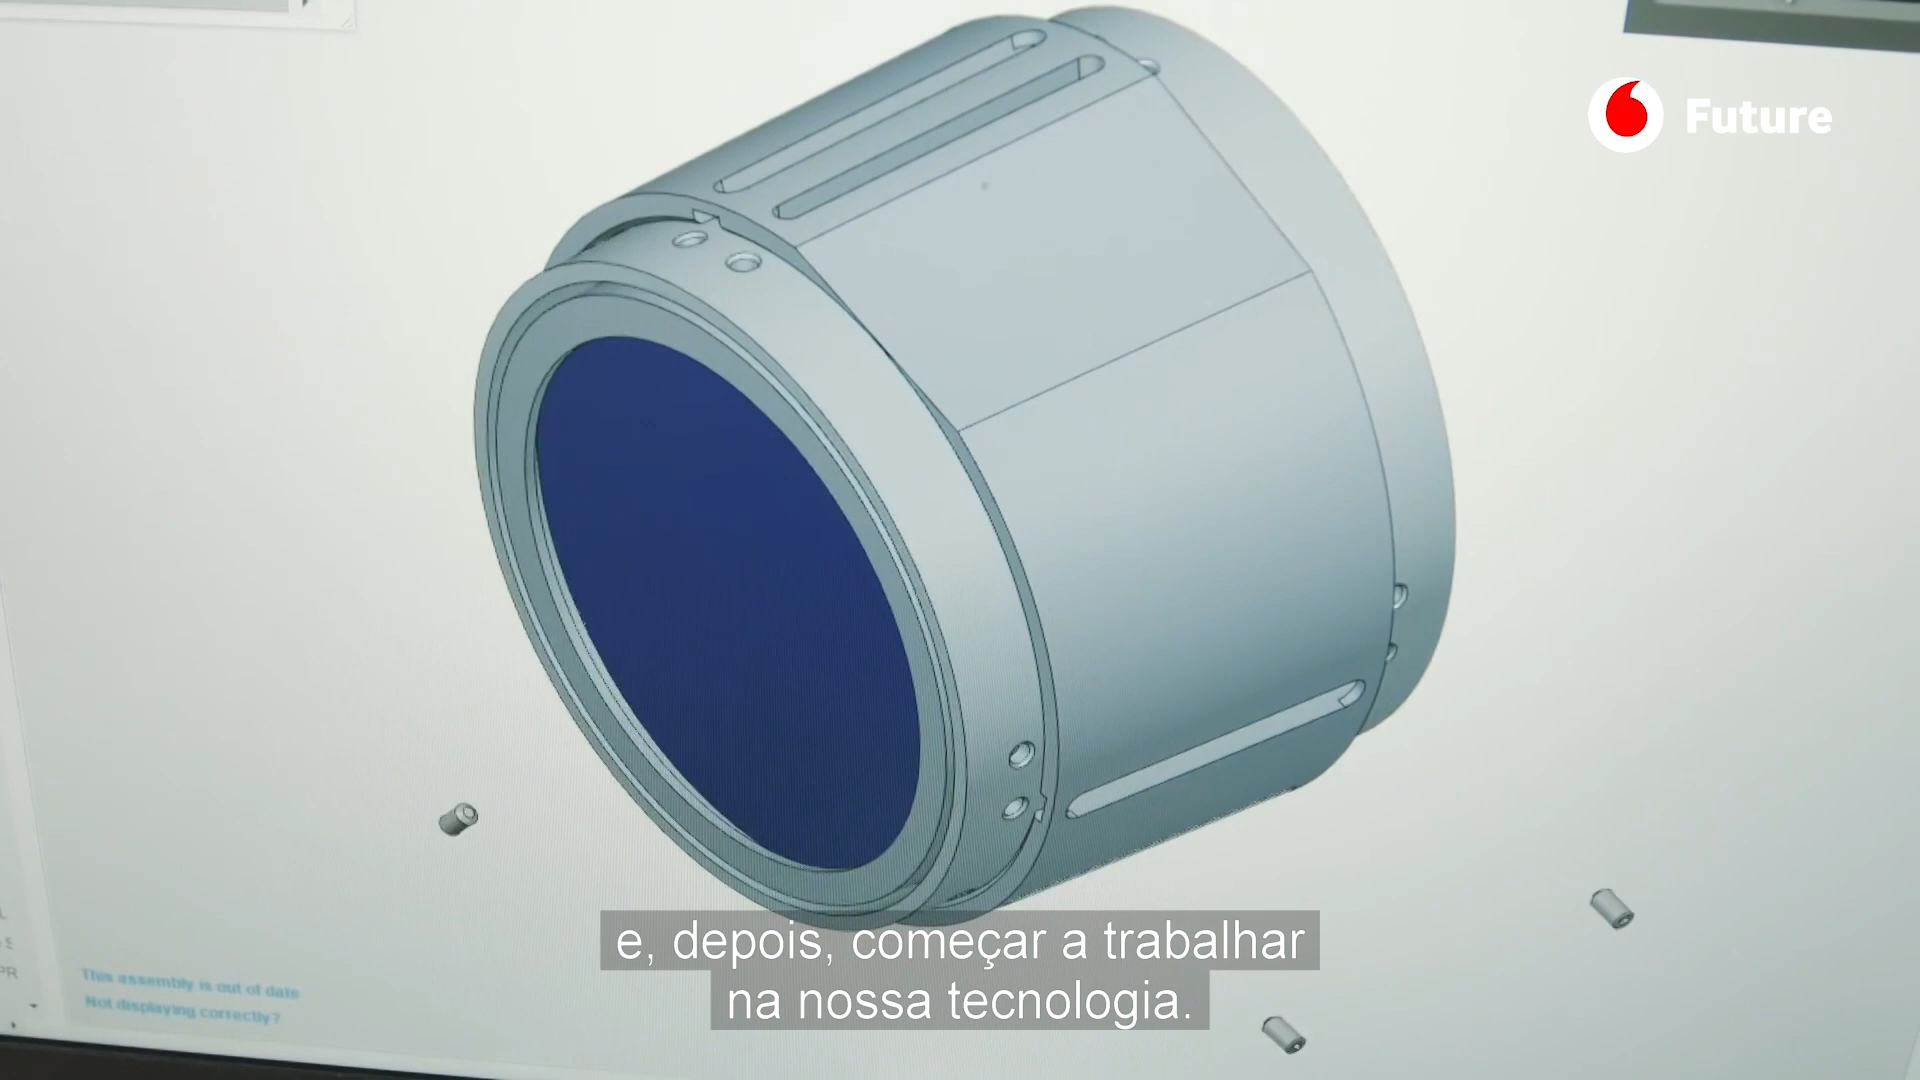 Future
This assembly is out of date
Not displaying correctly?
e, depois, começar a trabalhar
na nossa tecnologia.